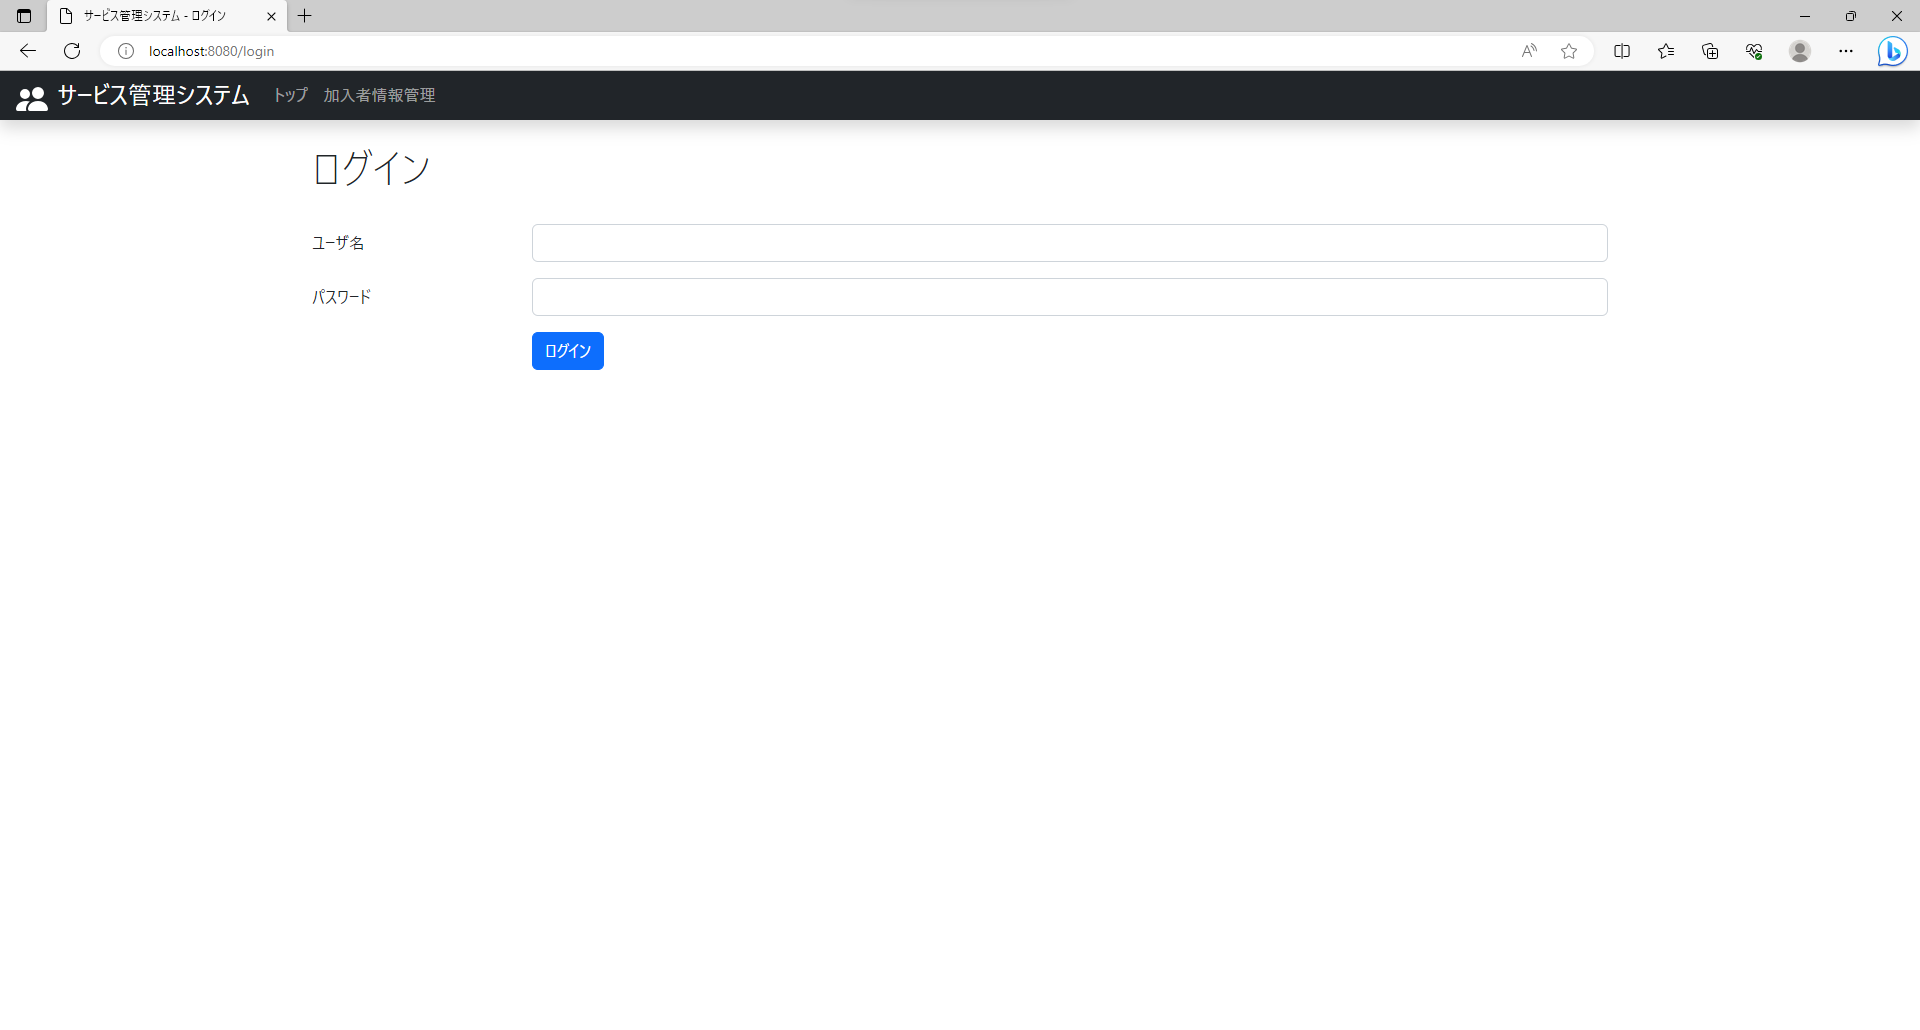 サービス管理システム - ログイン
localhost:8080/login
サービス管理システム トップ 加入者情報管理
ログイン
ユーザ名
パスワード
ログイン